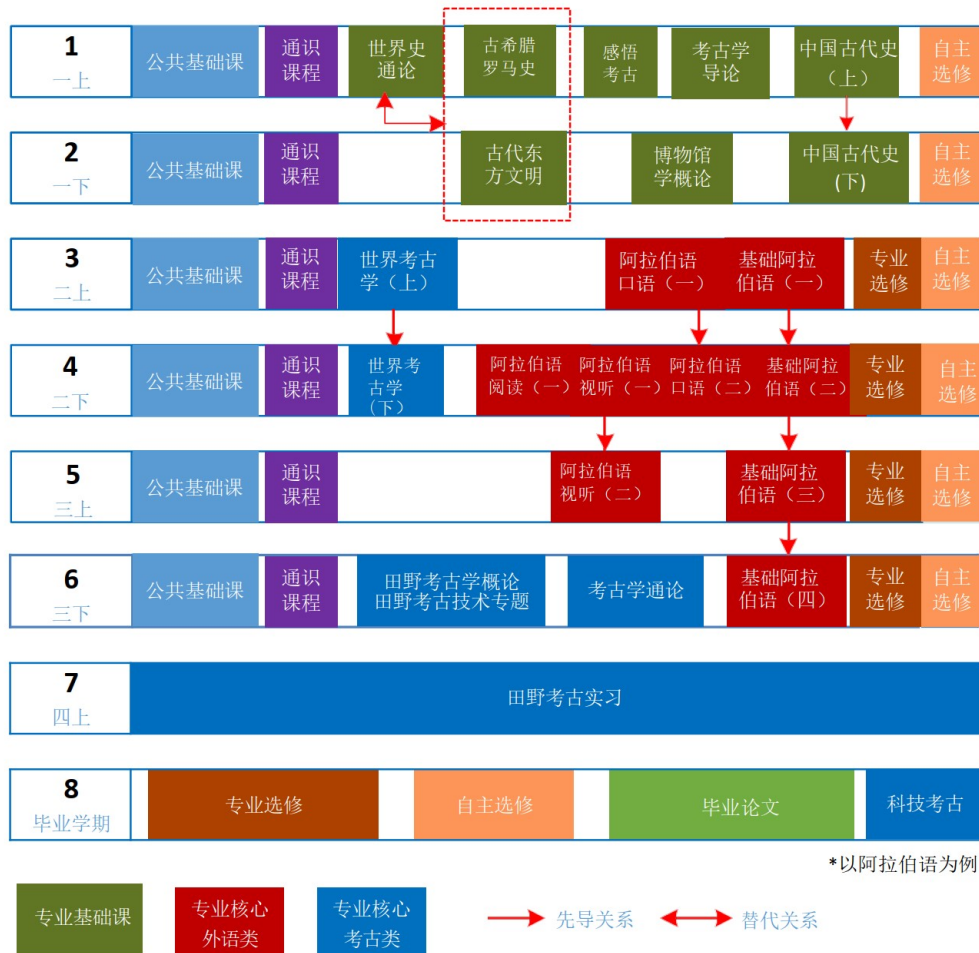 1
一上
公共基础课
通识
课程
世界史
通论
古希腊
罗马史
感悟
考古
考古学
导论
中国古代史
（上）
自主
选修
2
一下
公共基础课
通识
课程
古代东
方文明
博物馆
学概论
中国古代史
(下)
自主
选修
3
二上
公共基础课
通识
课程
世界考古
学（上）
阿拉伯语
口语（一）
基础阿拉
伯语（一）
专业
选修
自主
选修
4
二下
公共基础课
通识
课程
世界考
古学
（下）
阿拉伯语
阅读（一）
阿拉伯语
视听（一）
阿拉伯语
口语（二）
基础阿拉
伯语（二）
专业
选修
自主
选修
5
三上
公共基础课
通识
课程
阿拉伯语
视听（二）
基础阿拉
伯语（三）
专业
选修
自主
选修
6
三下
公共基础课
通识
课程
田野考古学概论
田野考古技术专题
考古学通论
基础阿拉
伯语（四）
专业
选修
自主
选修
7
四上
田野考古实习
8
毕业学期
专业选修
自主选修
毕业论文
科技考古
*以阿拉伯语为例
专业基础课
专业核心
外语类
专业核心
考古类
先导关系
替代关系